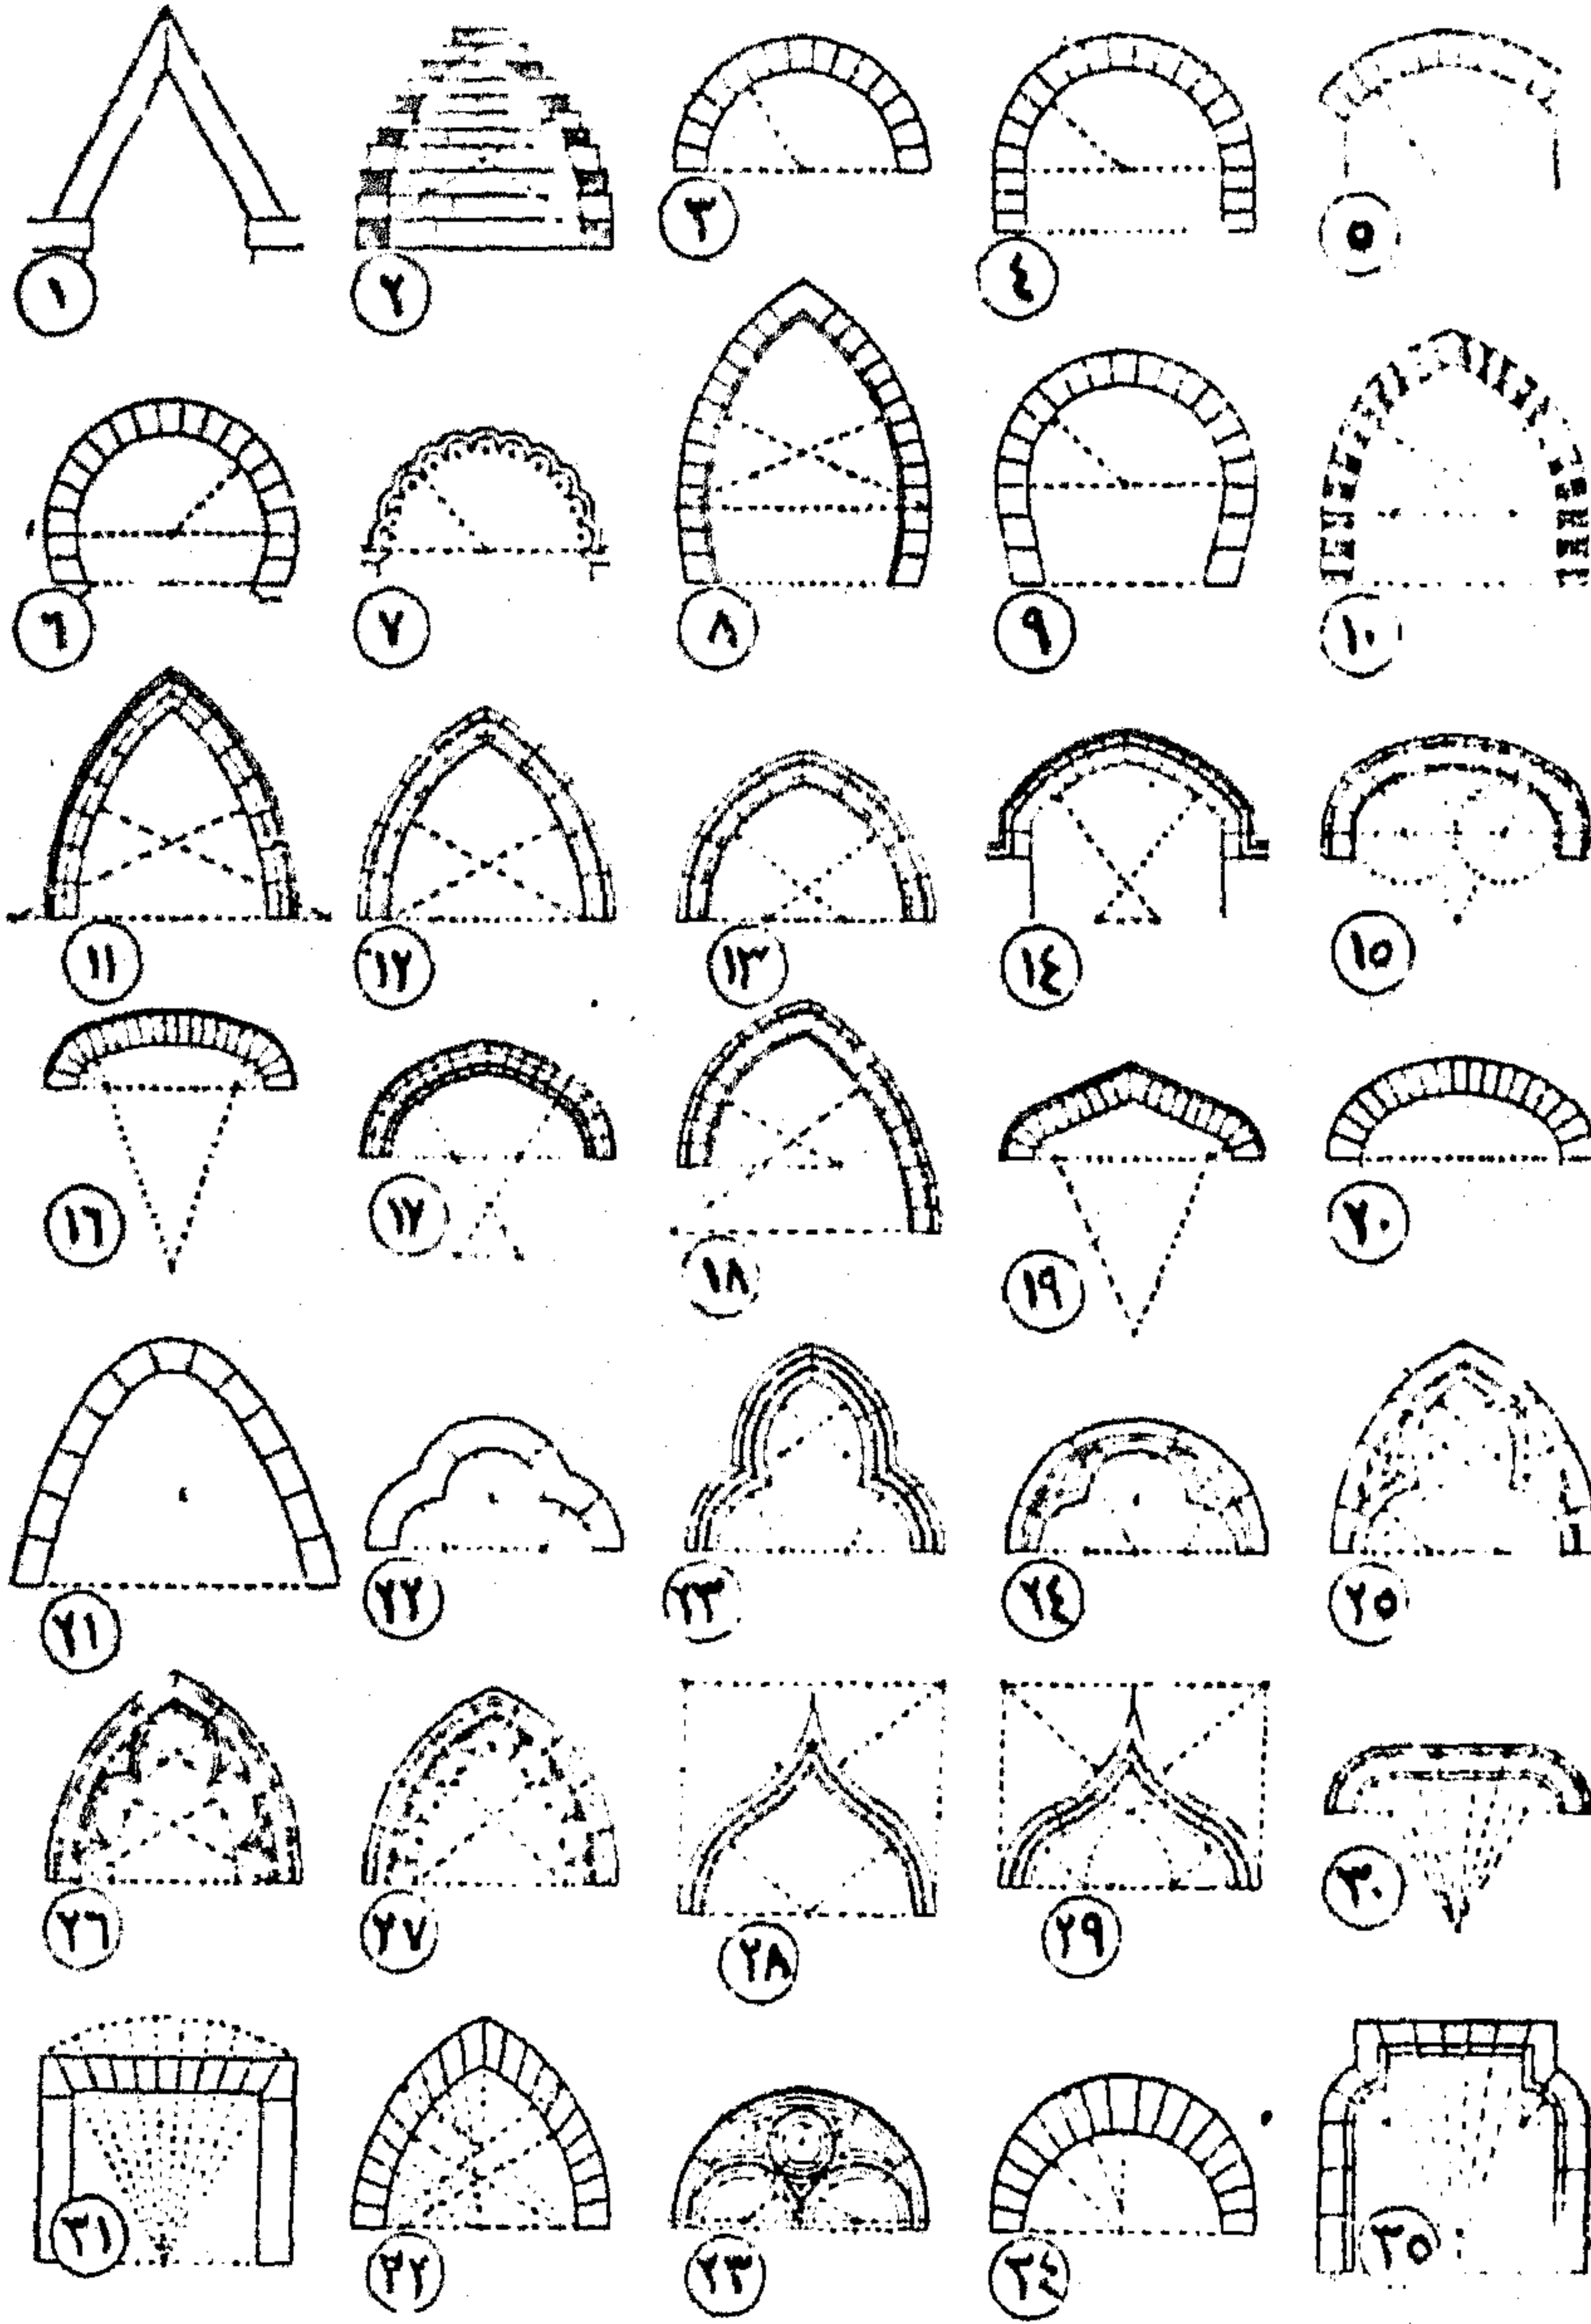 ١ ٢ ٣ ٤ ٥
٦ ٧ ٨ ٩ ١٠
١١ ١٢ ١٣ ١٤ ١٥
١٦ ١٧ ١٨ ١٩ ٢٠
٢١ ٢٢ ٢٣ ٢٤ ٢٥
٢٦ ٢٧ ٢٨ ٢٩ ٣٠
٣١ ٣٢ ٣٣ ٣٤ ٣٥